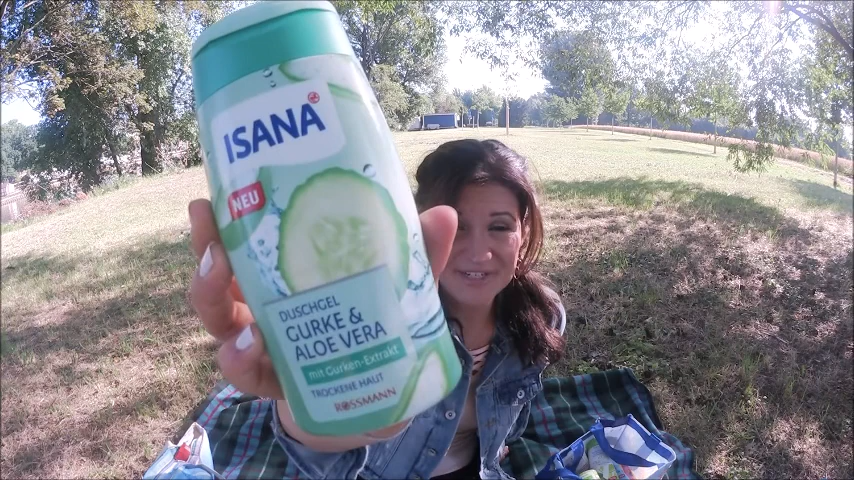 ISANA
NEU
DUSCHGEL
GURKE &
ALOE VERA
mit Gurken-Extrakt
TROCKENE HAUT
ROSSMANN